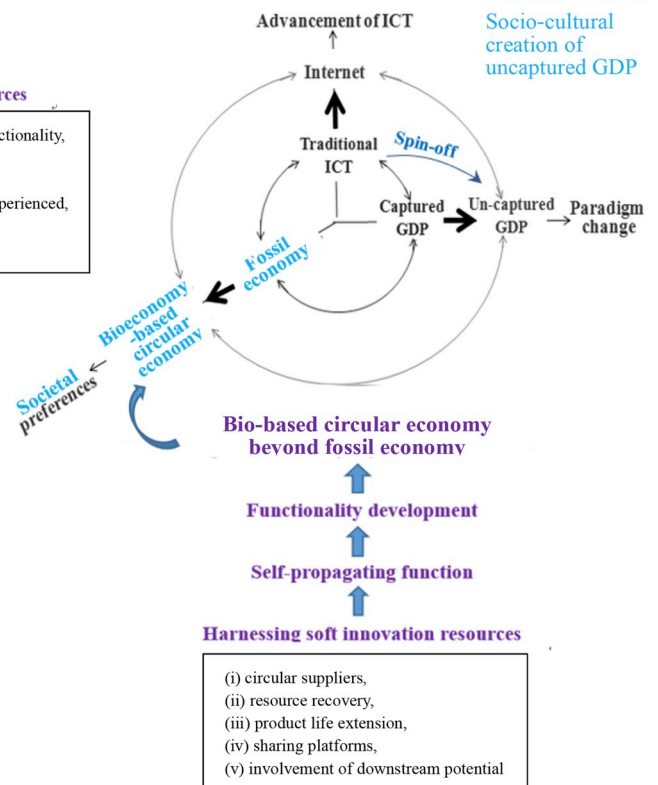 Advancement of ICT
Socio-cultural
creation of
uncaptured GDP
Internet
rces
ctionality,
perienced,
Traditional
ICT
Spin-off
Captured
GDP
Un-captured
GDP
Paradigm
change
Fossil
economy
Bioeconomy
-based
circular
economy
Societal
preferences
Bio-based circular economy
beyond fossil economy
Functionality development
Self-propagating function
Harnessing soft innovation resources
(i) circular suppliers,
(ii) resource recovery,
(iii) product life extension,
(iv) sharing platforms,
(v) involvement of downstream potential